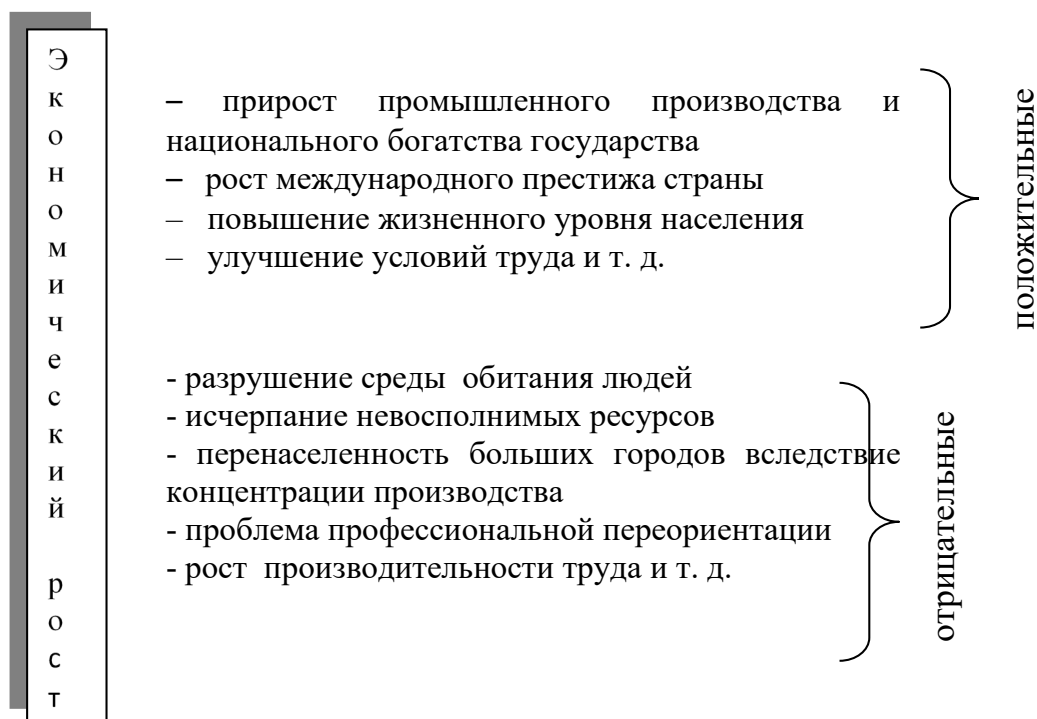 Экономический рост
– прирост промышленного производства и
национального богатства государства
– рост международного престижа страны
– повышение жизненного уровня населения
– улучшение условий труда и т. д.
положительные
- разрушение среды обитания людей
- исчерпание невосполнимых ресурсов
- перенаселенность больших городов вследствие
концентрации производства
- проблема профессиональной переориентации
- рост производительности труда и т. д.
отрицательные